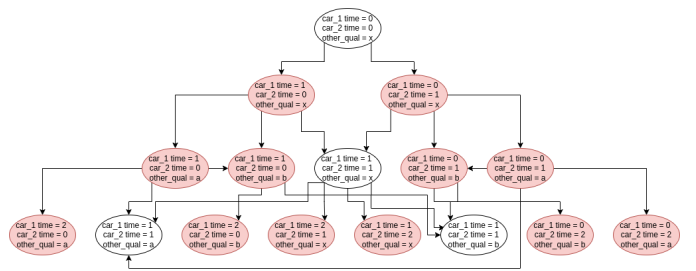 car_1 time = 0
car_2 time = 0
other_qual = x
car_1 time = 1
car_2 time = 0
other_qual = x
car_1 time = 0
car_2 time = 1
other_qual = x
car_1 time = 1
car_2 time = 0
other_qual = a
car_1 time = 1
car_2 time = 0
other_qual = b
car_1 time = 1
car_2 time = 1
other_qual = x
car_1 time = 0
car_2 time = 1
other_qual = b
car_1 time = 0
car_2 time = 1
other_qual = a
car_1 time = 2
car_2 time = 0
other_qual = a
car_1 time = 1
car_2 time = 1
other_qual = a
car_1 time = 2
car_2 time = 0
other_qual = b
car_1 time = 2
car_2 time = 1
other_qual = x
car_1 time = 1
car_2 time = 2
other_qual = x
car_1 time = 1
car_2 time = 1
other_qual = b
car_1 time = 0
car_2 time = 2
other_qual = b
car_1 time = 0
car_2 time = 2
other_qual = a